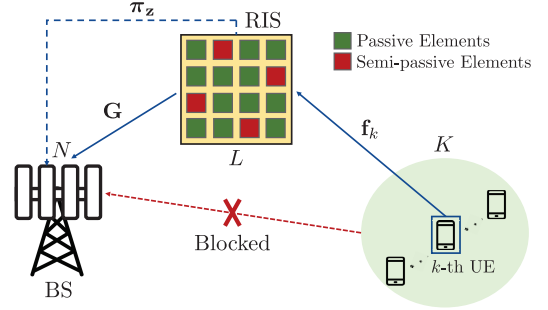 π_z
RIS
Passive Elements
Semi-passive Elements
G
f_k
N
L
K
Blocked
k-th UE
BS